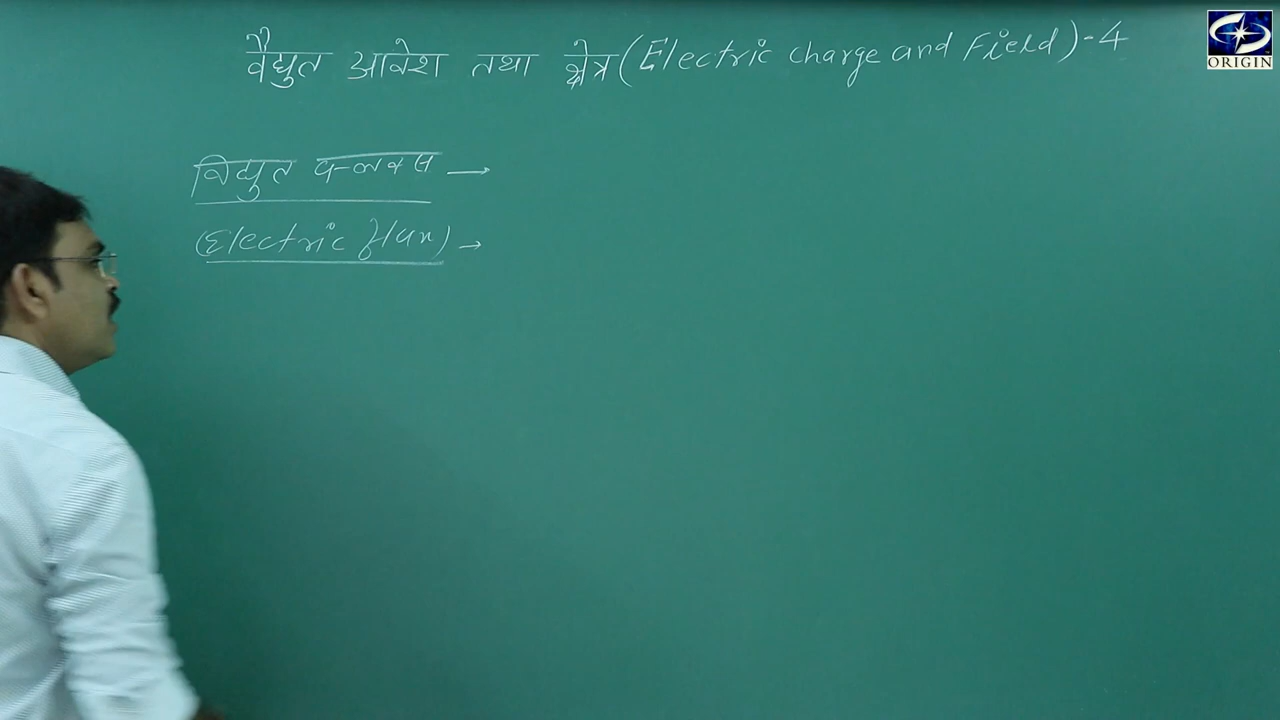 वैद्युत आवेश तथा क्षेत्र (Electric charge and Field) - 4
ORIGIN
विद्युत फ्लक्स →
(Electric flux) →